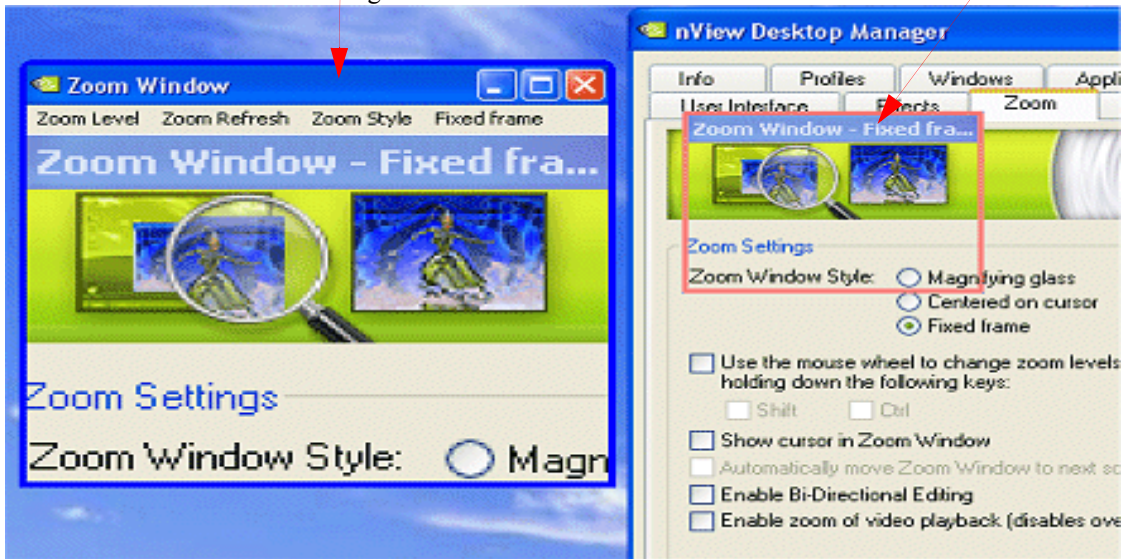 nView Desktop Manager
Zoom Window
Info Profiles Windows
User Interface Effects Zoom
Zoom Level Zoom Refresh Zoom Style Fixed frame
Zoom Window - Fixed fra...
Zoom Window - Fixed fra...
Zoom Settings
Zoom Window Style: Magn
Zoom Settings
Zoom Window Style: Magnifying glass
Centered on cursor
Fixed frame
Use the mouse wheel to change zoom levels
holding down the following keys:
Shift Ctrl
Show cursor in Zoom Window
Automatically move Zoom Window to next sc
Enable Bi-Directional Editing
Enable zoom of video playback (disables ove